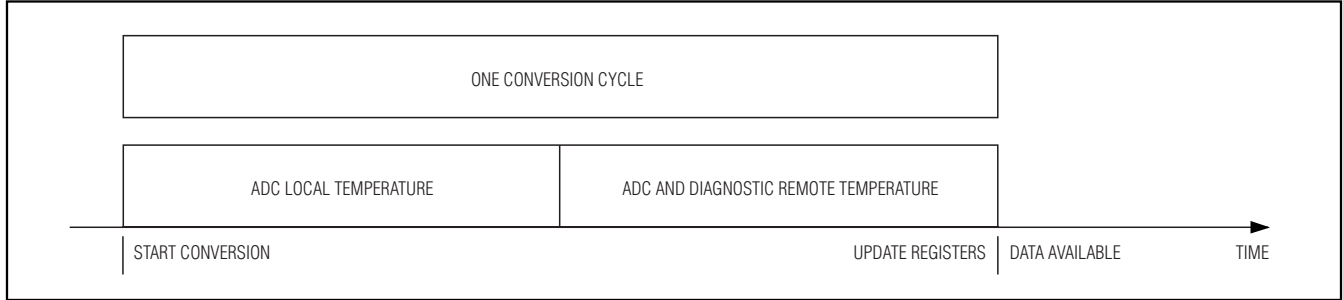 ONE CONVERSION CYCLE
ADC LOCAL TEMPERATURE
ADC AND DIAGNOSTIC REMOTE TEMPERATURE
START CONVERSION
UPDATE REGISTERS
DATA AVAILABLE
TIME